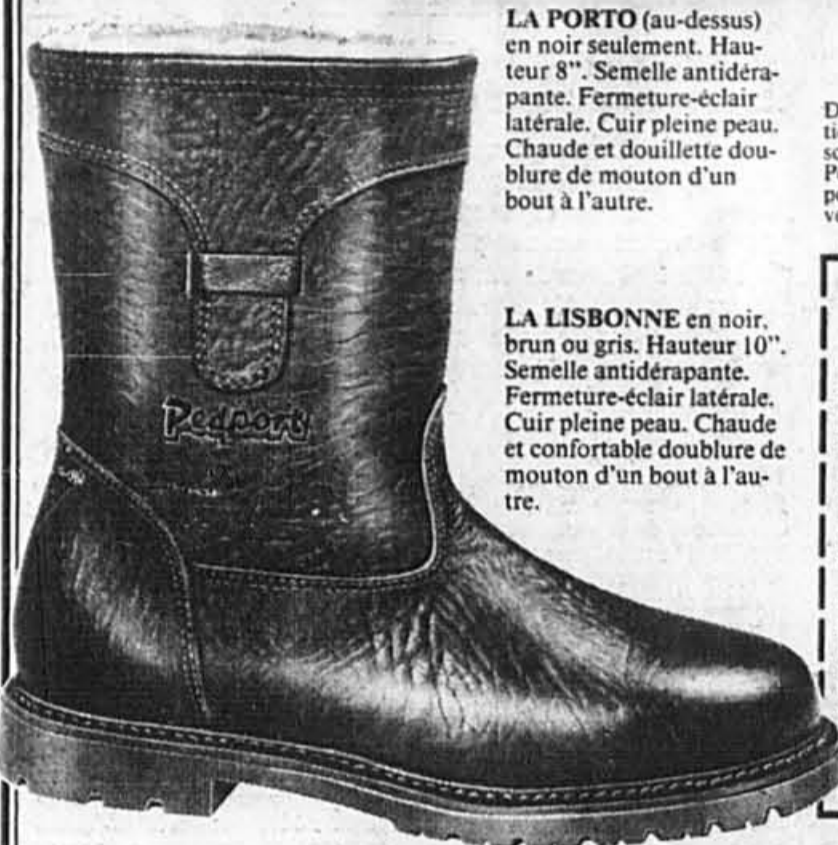 LA PORTO (au-dessus)
en noir seulement. Hau-
teur 8”. Semelle antidéra-
pante. Fermeture-éclair
latérale. Cuir pleine peau.
Chaude et douillette dou-
blure de mouton d'un
bout à l'autre.
LA LISBONNE en noir,
brun ou gris. Hauteur 10”.
Semelle antidérapante.
Fermeture-éclair latérale.
Cuir pleine peau. Chaude
et confortable doublure de
mouton d'un bout à l'au-
tre.
Pedport